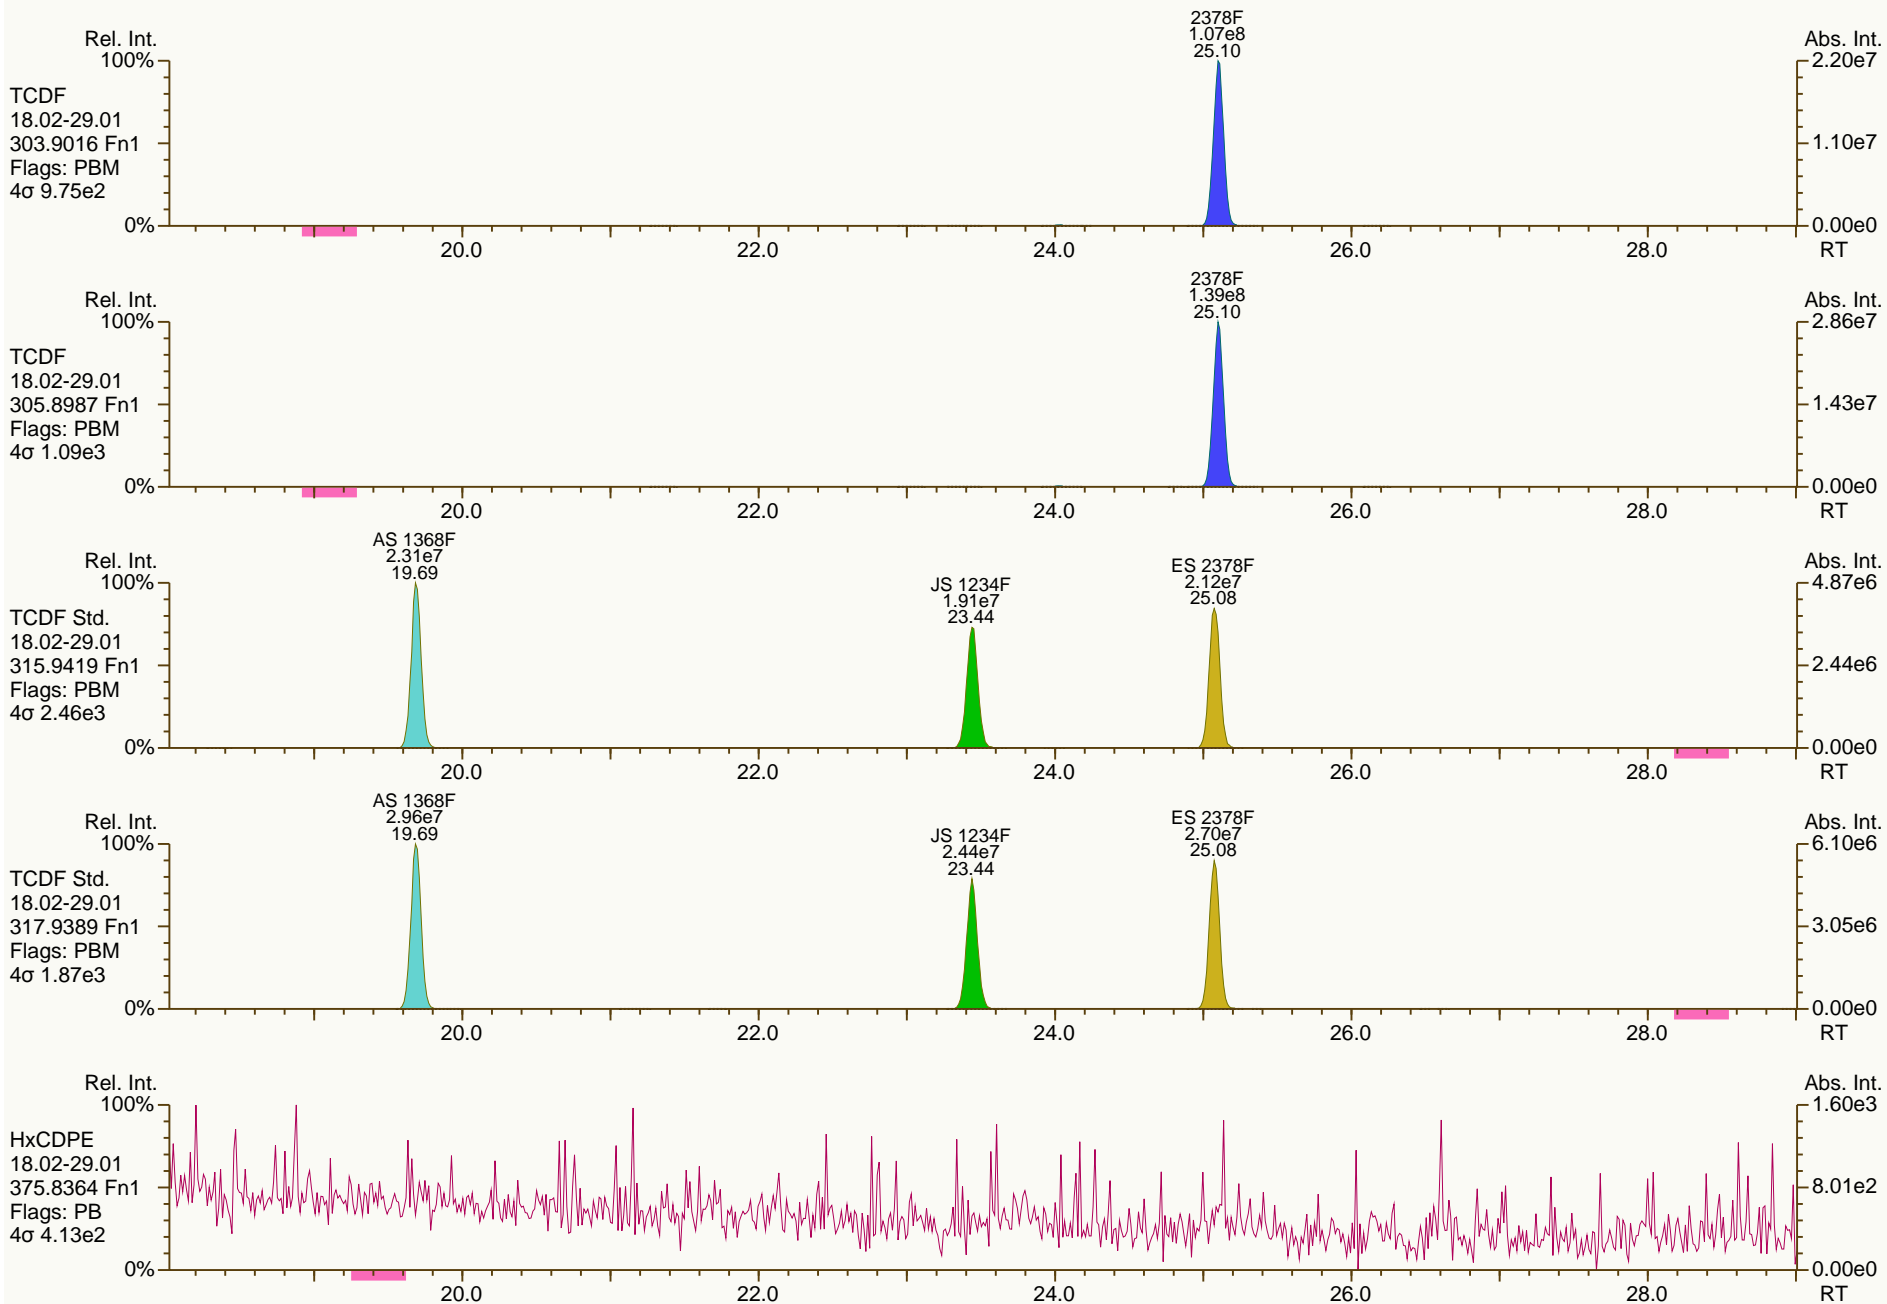 2378F
1.07e8
25.10
Rel. Int.
Abs. Int.
100%
2.20e7
TCDF
18.02-29.01
303.9016 Fn1
1.10e7
Flags: PBM
4σ 9.75e2
0%
0.00e0
20.0 22.0 24.0 26.0 28.0 RT
2378F
1.39e8
25.10
Rel. Int.
Abs. Int.
100%
2.86e7
TCDF
18.02-29.01
305.8987 Fn1
1.43e7
Flags: PBM
4σ 1.09e3
0%
0.00e0
20.0 22.0 24.0 26.0 28.0 RT
AS 1368F
2.31e7
19.69
JS 1234F
1.91e7
23.44
ES 2378F
2.12e7
25.08
Rel. Int.
Abs. Int.
100%
4.87e6
TCDF Std.
18.02-29.01
315.9419 Fn1
2.44e6
Flags: PBM
4σ 2.46e3
0%
0.00e0
20.0 22.0 24.0 26.0 28.0 RT
AS 1368F
2.96e7
19.69
JS 1234F
2.44e7
23.44
ES 2378F
2.70e7
25.08
Rel. Int.
Abs. Int.
100%
6.10e6
TCDF Std.
18.02-29.01
317.9389 Fn1
3.05e6
Flags: PBM
4σ 1.87e3
0%
0.00e0
20.0 22.0 24.0 26.0 28.0 RT
Rel. Int.
Abs. Int.
100%
1.60e3
HxCDPE
18.02-29.01
375.8364 Fn1
8.01e2
Flags: PB
4σ 4.13e2
0%
0.00e0
20.0 22.0 24.0 26.0 28.0 RT